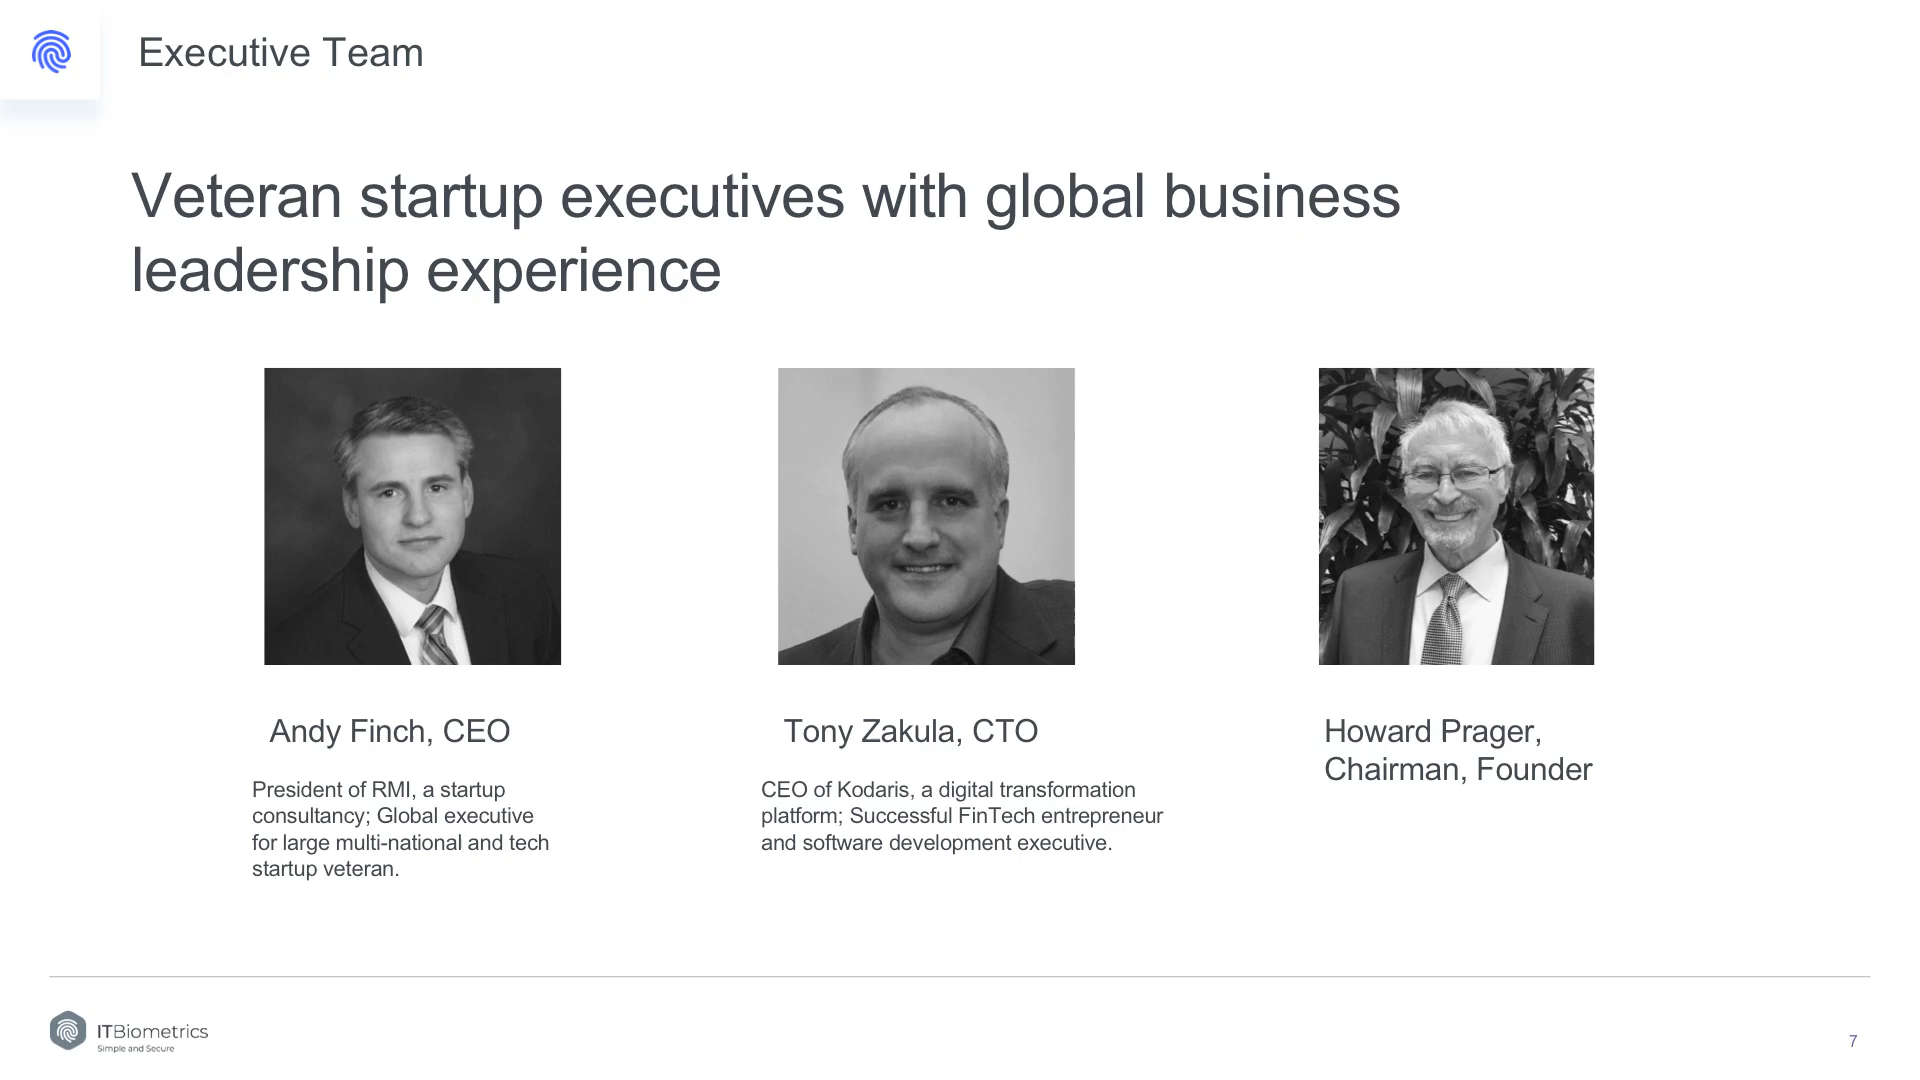 Executive Team
Veteran startup executives with global business
leadership experience
Andy Finch, CEO
President of RMI, a startup
consultancy; Global executive
for large multi-national and tech
startup veteran.
Tony Zakula, CTO
CEO of Kodaris, a digital transformation
platform; Successful FinTech entrepreneur
and software development executive.
Howard Prager,
Chairman, Founder
ITBiometrics
Simple and Secure
7